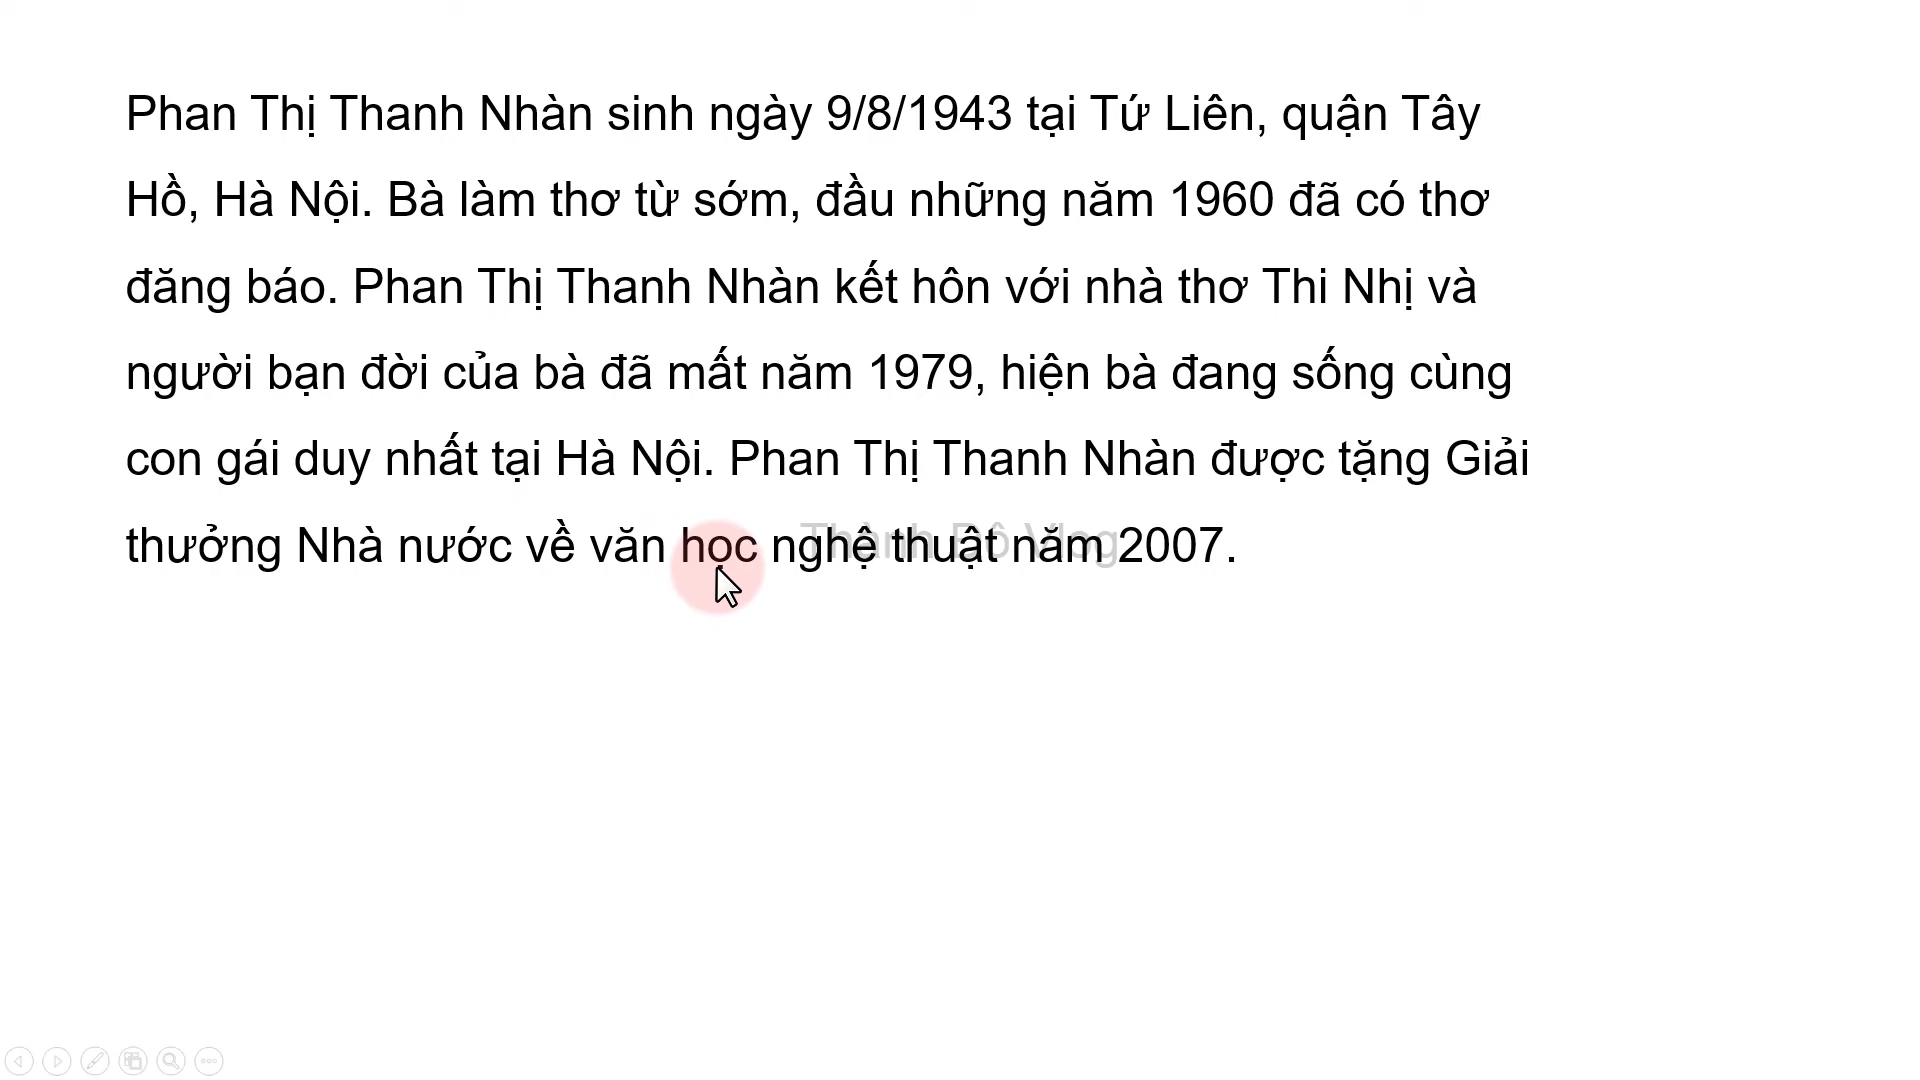 Phan Thị Thanh Nhàn sinh ngày 9/8/1943 tại Tứ Liên, quận Tây
Hồ, Hà Nội. Bà làm thơ từ sớm, đầu những năm 1960 đã có thơ
đăng báo. Phan Thị Thanh Nhàn kết hôn với nhà thơ Thi Nhị và
người bạn đời của bà đã mất năm 1979, hiện bà đang sống cùng
con gái duy nhất tại Hà Nội. Phan Thị Thanh Nhàn được tặng Giải
thưởng Nhà nước về văn học nghệ thuật năm 2007.
Thành Đô Vlog